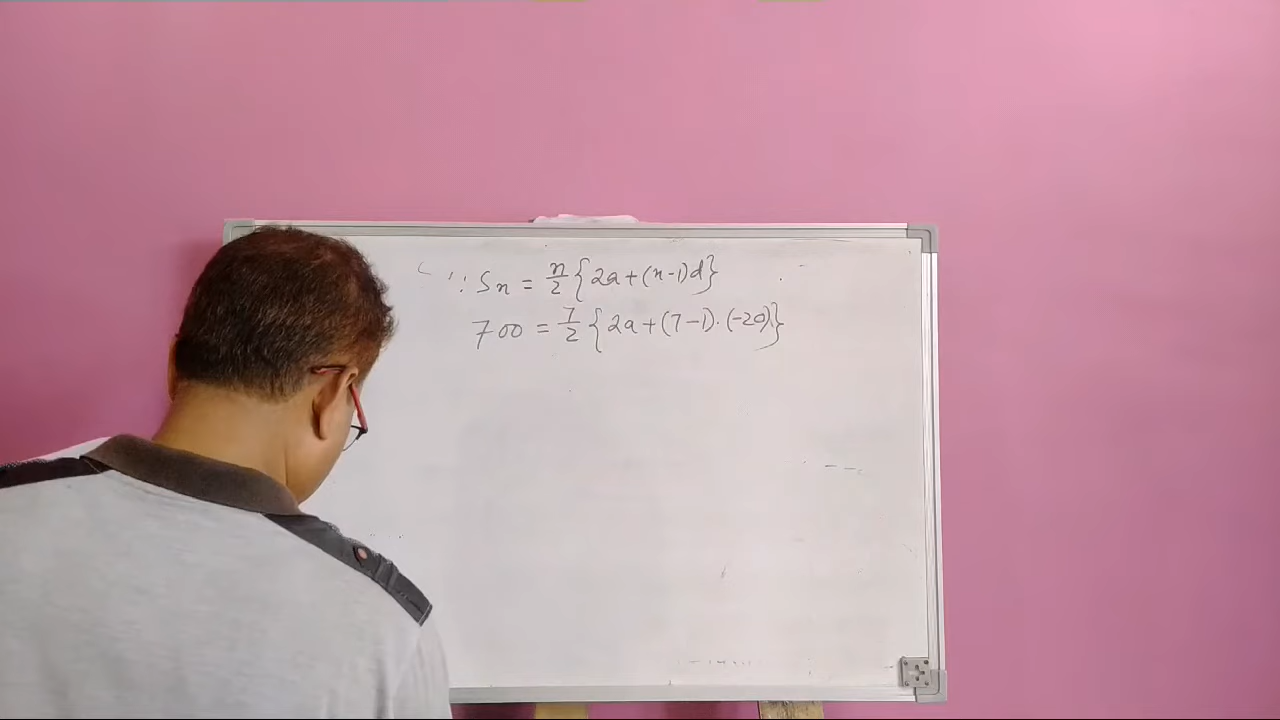 ∵ Sn = n/2 {2a+(n-1)d}
700 = 7/2 {2a+(7-1).(-20)}